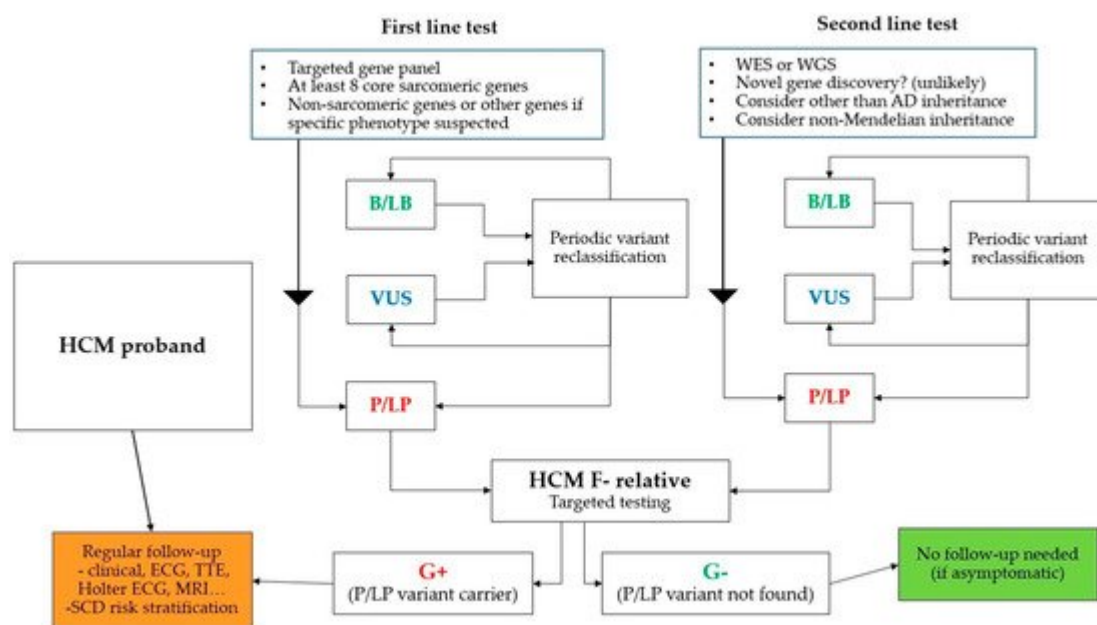 First line test
• Targeted gene panel
• At least 8 core sarcomeric genes
• Non-sarcomeric genes or other genes if
specific phenotype suspected
Second line test
• WES or WGS
• Novel gene discovery? (unlikely)
• Consider other than AD inheritance
• Consider non-Mendelian inheritance
B/LB
Periodic variant
reclassification
VUS
P/LP
B/LB
Periodic variant
reclassification
VUS
P/LP
HCM proband
HCM F- relative
Targeted testing
Regular follow-up
- clinical, ECG, TTE,
Holter ECG, MRI...
-SCD risk stratification
G+
(P/LP variant carrier)
G-
(P/LP variant not found)
No follow-up needed
(if asymptomatic)